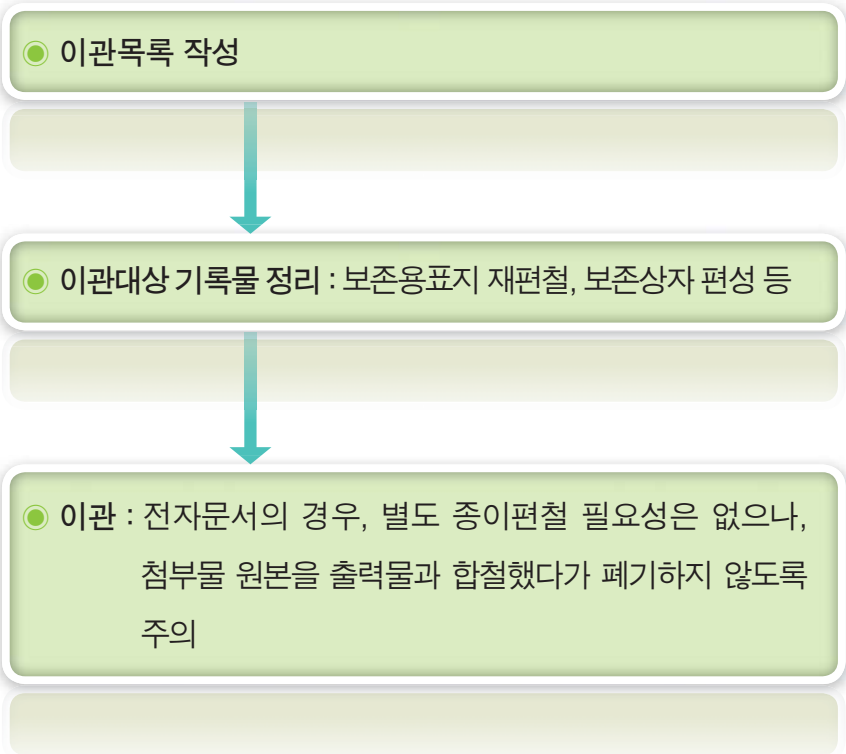 이관목록 작성
이관대상 기록물 정리 : 보존용표지 재편철, 보존상자 편성 등
이관 : 전자문서의 경우, 별도 종이편철 필요성은 없으나,
첨부물 원본을 출력물과 합철했다가 폐기하지 않도록
주의